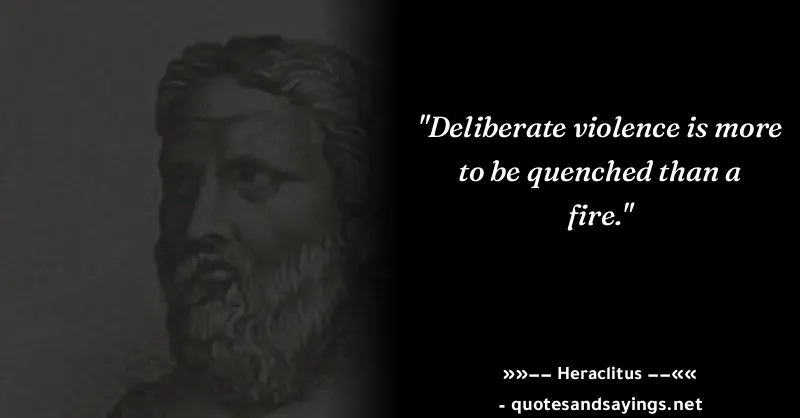 "Deliberate violence is more
to be quenched than a
fire."
»»–– Heraclitus ––««
- quotesandsayings.net